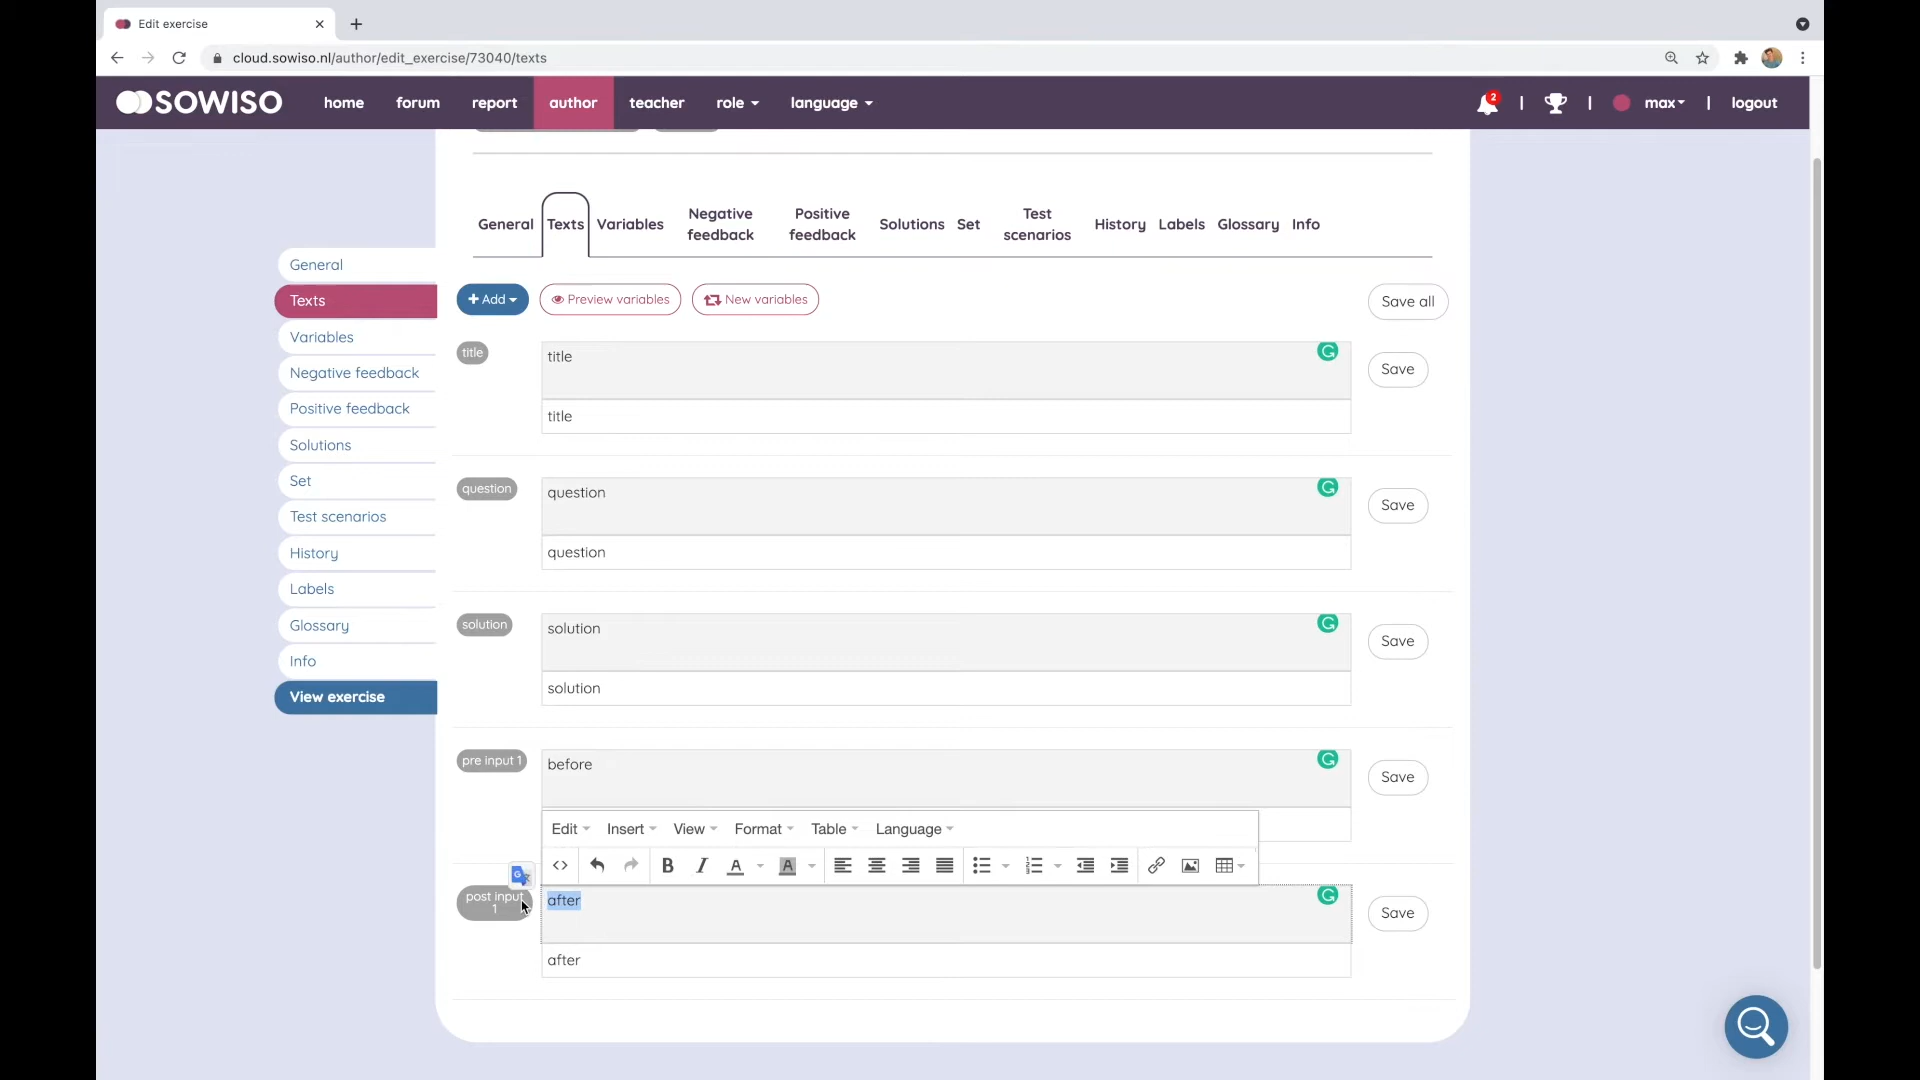 Edit exercise
cloud.sowiso.nl/author/edit_exercise/73040/texts
SOWISO home forum report author teacher role language 2 | | max | logout
General Texts Variables Negative feedback Positive feedback Solutions Set Test scenarios History Labels Glossary Info
General
Texts
Variables
Negative feedback
Positive feedback
Solutions
Set
Test scenarios
History
Labels
Glossary
Info
View exercise
+ Add Preview variables New variables Save all
title title Save
title
question question Save
question
solution solution Save
solution
pre input 1 before Save
Edit Insert View Format Table Language
post input 1 after Save
after